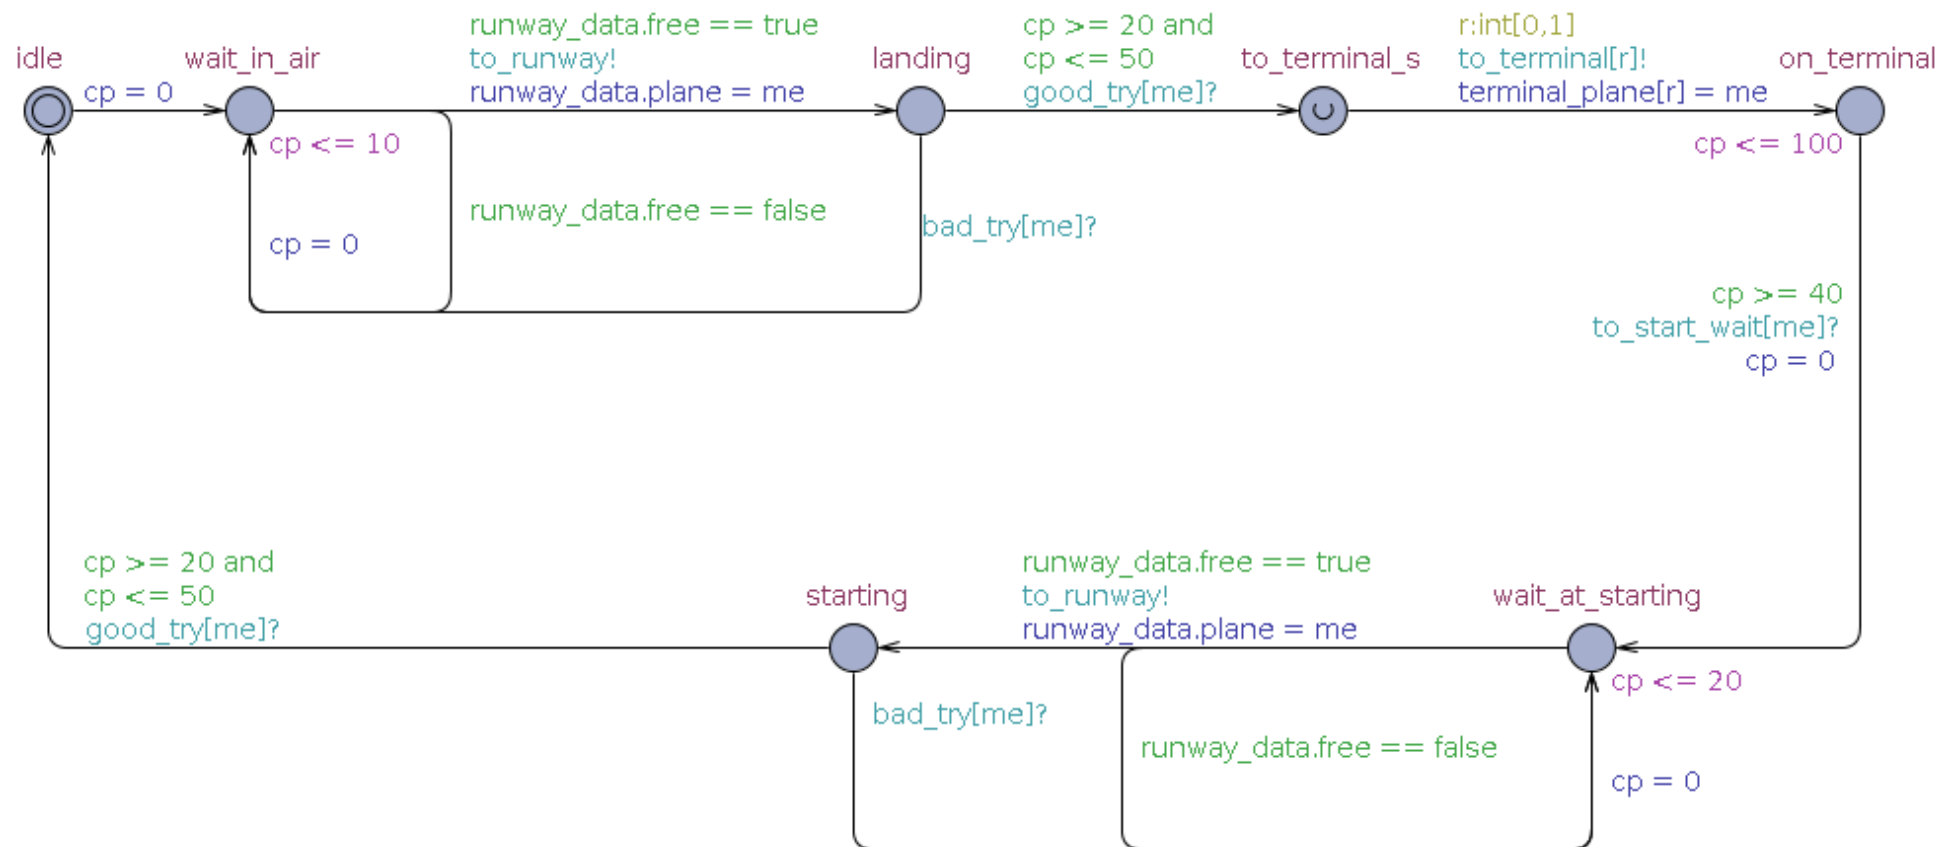 runway_data.free == true
cp >= 20 and
r:int[0,1]
idle
wait_in_air
to_runway!
landing
cp <= 50
to_terminal_s
to_terminal[r]!
on_terminal
cp = 0
runway_data.plane = me
good_try[me]?
terminal_plane[r] = me
cp <= 10
cp <= 100
runway_data.free == false
bad_try[me]?
cp = 0
cp >= 40
to_start_wait[me]?
cp = 0
cp >= 20 and
cp <= 50
good_try[me]?
starting
runway_data.free == true
to_runway!
runway_data.plane = me
wait_at_starting
cp <= 20
bad_try[me]?
runway_data.free == false
cp = 0